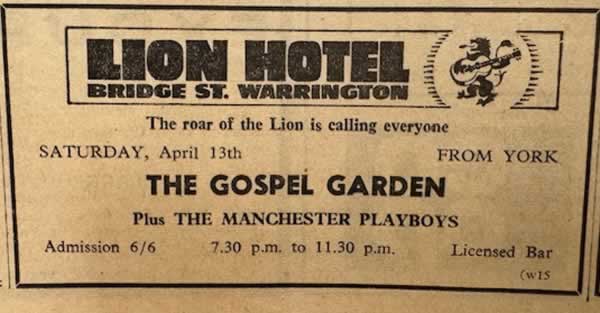 LION HOTEL
BRIDGE ST. WARRINGTON
The roar of the Lion is calling everyone
SATURDAY, April 13th FROM YORK
THE GOSPEL GARDEN
Plus THE MANCHESTER PLAYBOYS
Admission 6/6 7.30 p.m. to 11.30 p.m. Licensed Bar
(w15